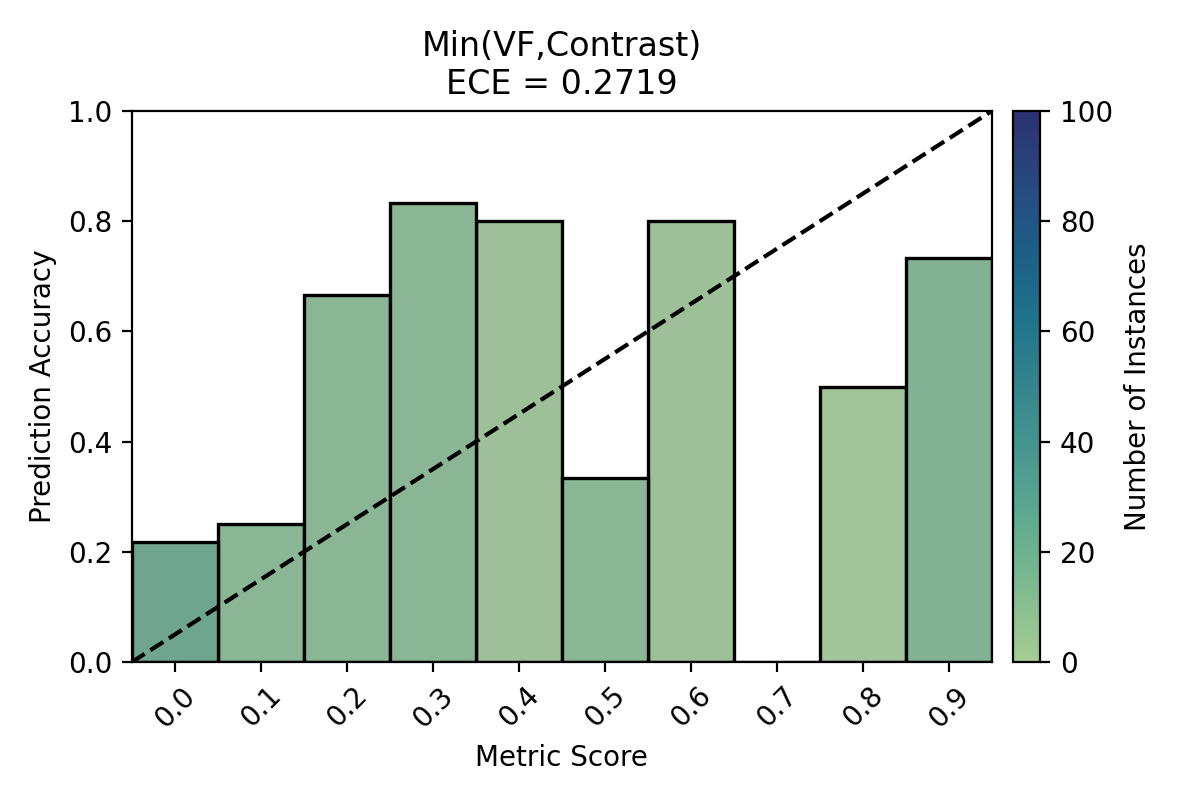 Min(VF,Contrast)
ECE = 0.2719
Prediction Accuracy
1.0
0.8
0.6
0.4
0.2
0.0
0.0 0.1 0.2 0.3 0.4 0.5 0.6 0.7 0.8 0.9
Metric Score
100
80
60
40
20
0
Number of Instances